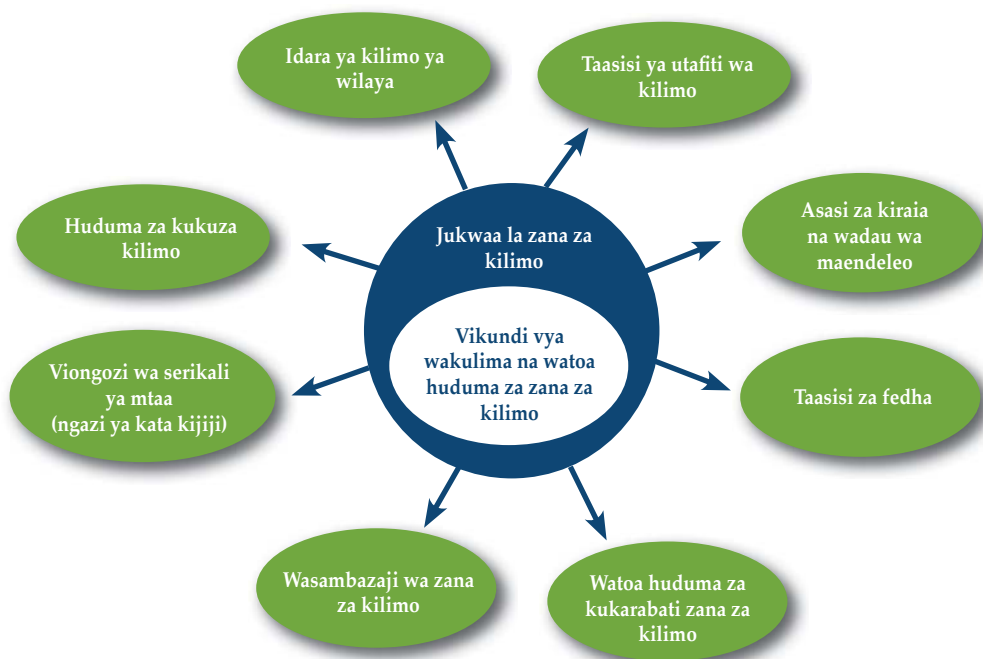 Idara ya kilimo ya
wilaya
Taasisi ya utafiti wa
kilimo
Huduma za kukuza
kilimo
Jukwaa la zana za
kilimo
Asasi za kiraia
na wadau wa
maendeleo
Vikundi vya
wakulima na watoa
huduma za zana za
kilimo
Viongozi wa serikali
ya mtaa
(ngazi ya kata kijiji)
Taasisi za fedha
Wasambazaji wa zana
za kilimo
Watoa huduma za
kukarabati zana za
kilimo